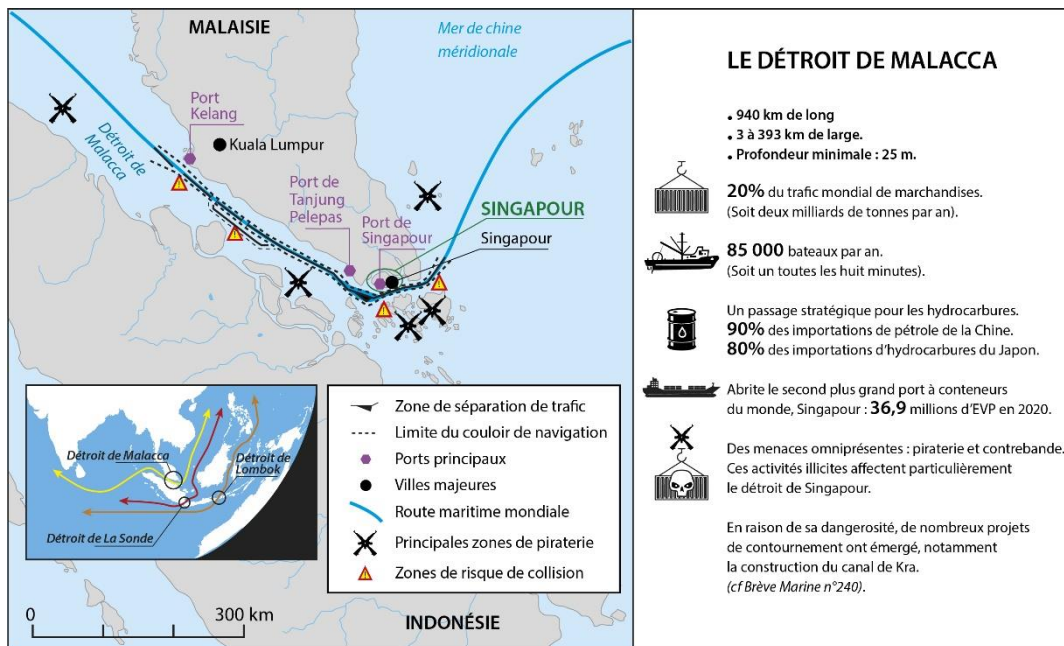 MALAISIE
Mer de chine
méridionale
Port
Kelang
Kuala Lumpur
Détroit de
Malacca
Port de
Tanjung
Pelepas
Port de
Singapour
SINGAPOUR
Singapour
Détroit de Malacca
Détroit de
Lombok
Détroit de La Sonde
Zone de séparation de trafic
Limite du couloir de navigation
Ports principaux
Villes majeures
Route maritime mondiale
Principales zones de piraterie
Zones de risque de collision
0
300 km
INDONÉSIE
LE DÉTROIT DE MALACCA
• 940 km de long
• 3 à 393 km de large.
• Profondeur minimale : 25 m.
20% du trafic mondial de marchandises.
(Soit deux milliards de tonnes par an).
85 000 bateaux par an.
(Soit un toutes les huit minutes).
Un passage stratégique pour les hydrocarbures.
90% des importations de pétrole de la Chine.
80% des importations d'hydrocarbures du Japon.
Abrite le second plus grand port à conteneurs
du monde, Singapour : 36,9 millions d'EVP en 2020.
Des menaces omniprésentes : piraterie et contrebande.
Ces activités illicites affectent particulièrement
le détroit de Singapour.
En raison de sa dangerosité, de nombreux projets
de contournement ont émergé, notamment
la construction du canal de Kra.
(cf Brève Marine n°240).